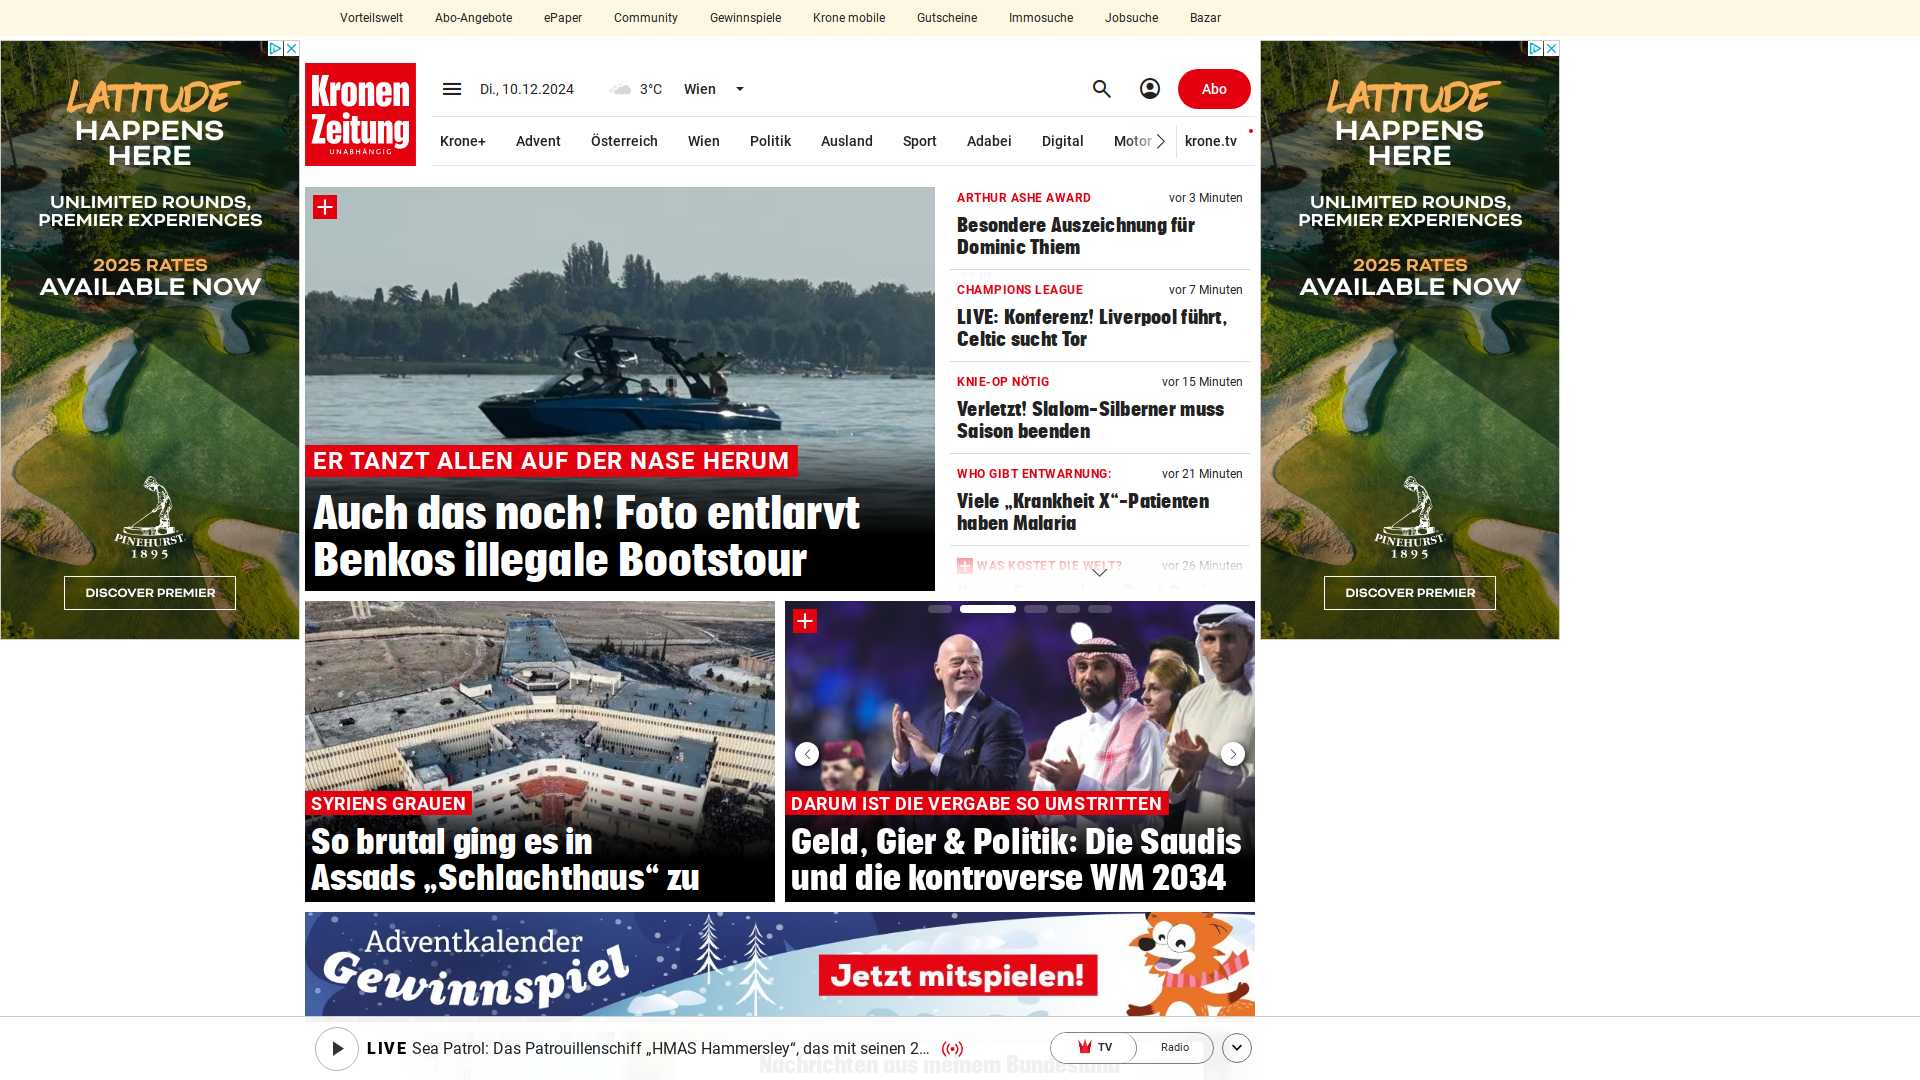 Vorteilswelt Abo-Angebote ePaper Community Gewinnspiele Krone mobile Gutscheine Immosuche Jobsuche Bazar
Kronen
Zeitung
UNABHÄNGIG
Di., 10.12.2024 3°C Wien Abo
Krone+ Advent Österreich Wien Politik Ausland Sport Adabei Digital Motor krone.tv
LATITUDE
HAPPENS
HERE
UNLIMITED ROUNDS,
PREMIER EXPERIENCES
2025 RATES
AVAILABLE NOW
PINEHURST
1895
DISCOVER PREMIER
ER TANZT ALLEN AUF DER NASE HERUM
Auch das noch! Foto entlarvt
Benkos illegale Bootstour
ARTHUR ASHE AWARD vor 3 Minuten
Besondere Auszeichnung für
Dominic Thiem
CHAMPIONS LEAGUE vor 7 Minuten
LIVE: Konferenz! Liverpool führt,
Celtic sucht Tor
KNIE-OP NÖTIG vor 15 Minuten
Verletzt! Slalom-Silberner muss
Saison beenden
WHO GIBT ENTWARNUNG: vor 21 Minuten
Viele „Krankheit X“-Patienten
haben Malaria
WAS KOSTET DIE WELT? vor 26 Minuten
LATITUDE
HAPPENS
HERE
UNLIMITED ROUNDS,
PREMIER EXPERIENCES
2025 RATES
AVAILABLE NOW
PINEHURST
1895
DISCOVER PREMIER
SYRIENS GRAUEN
So brutal ging es in
Assads „Schlachthaus“ zu
DARUM IST DIE VERGABE SO UMSTRITTEN
Geld, Gier & Politik: Die Saudis
und die kontroverse WM 2034
Adventkalender
Gewinnspiel
Jetzt mitspielen!
LIVE Sea Patrol: Das Patrouillenschiff „HMAS Hammersley“, das mit seinen 2... TV Radio
Nachrichten aus meinem Bundesland